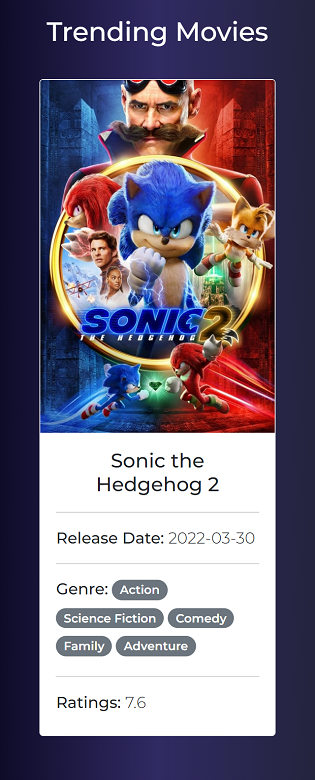 Trending Movies
SONIC 2
THE HEDGEHOG
Sonic the
Hedgehog 2
Release Date: 2022-03-30
Genre: Action
Science Fiction Comedy
Family Adventure
Ratings: 7.6